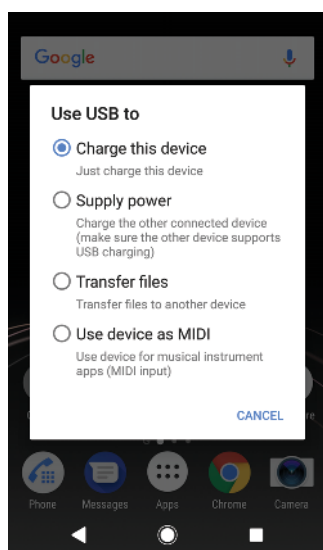 Google
Use USB to
Charge this device
Just charge this device
Supply power
Charge the other connected device
(make sure the other device supports
USB charging)
Transfer files
Transfer files to another device
Use device as MIDI
Use device for musical instrument
apps (MIDI input)
CANCEL
Phone Messages Apps Chrome Camera